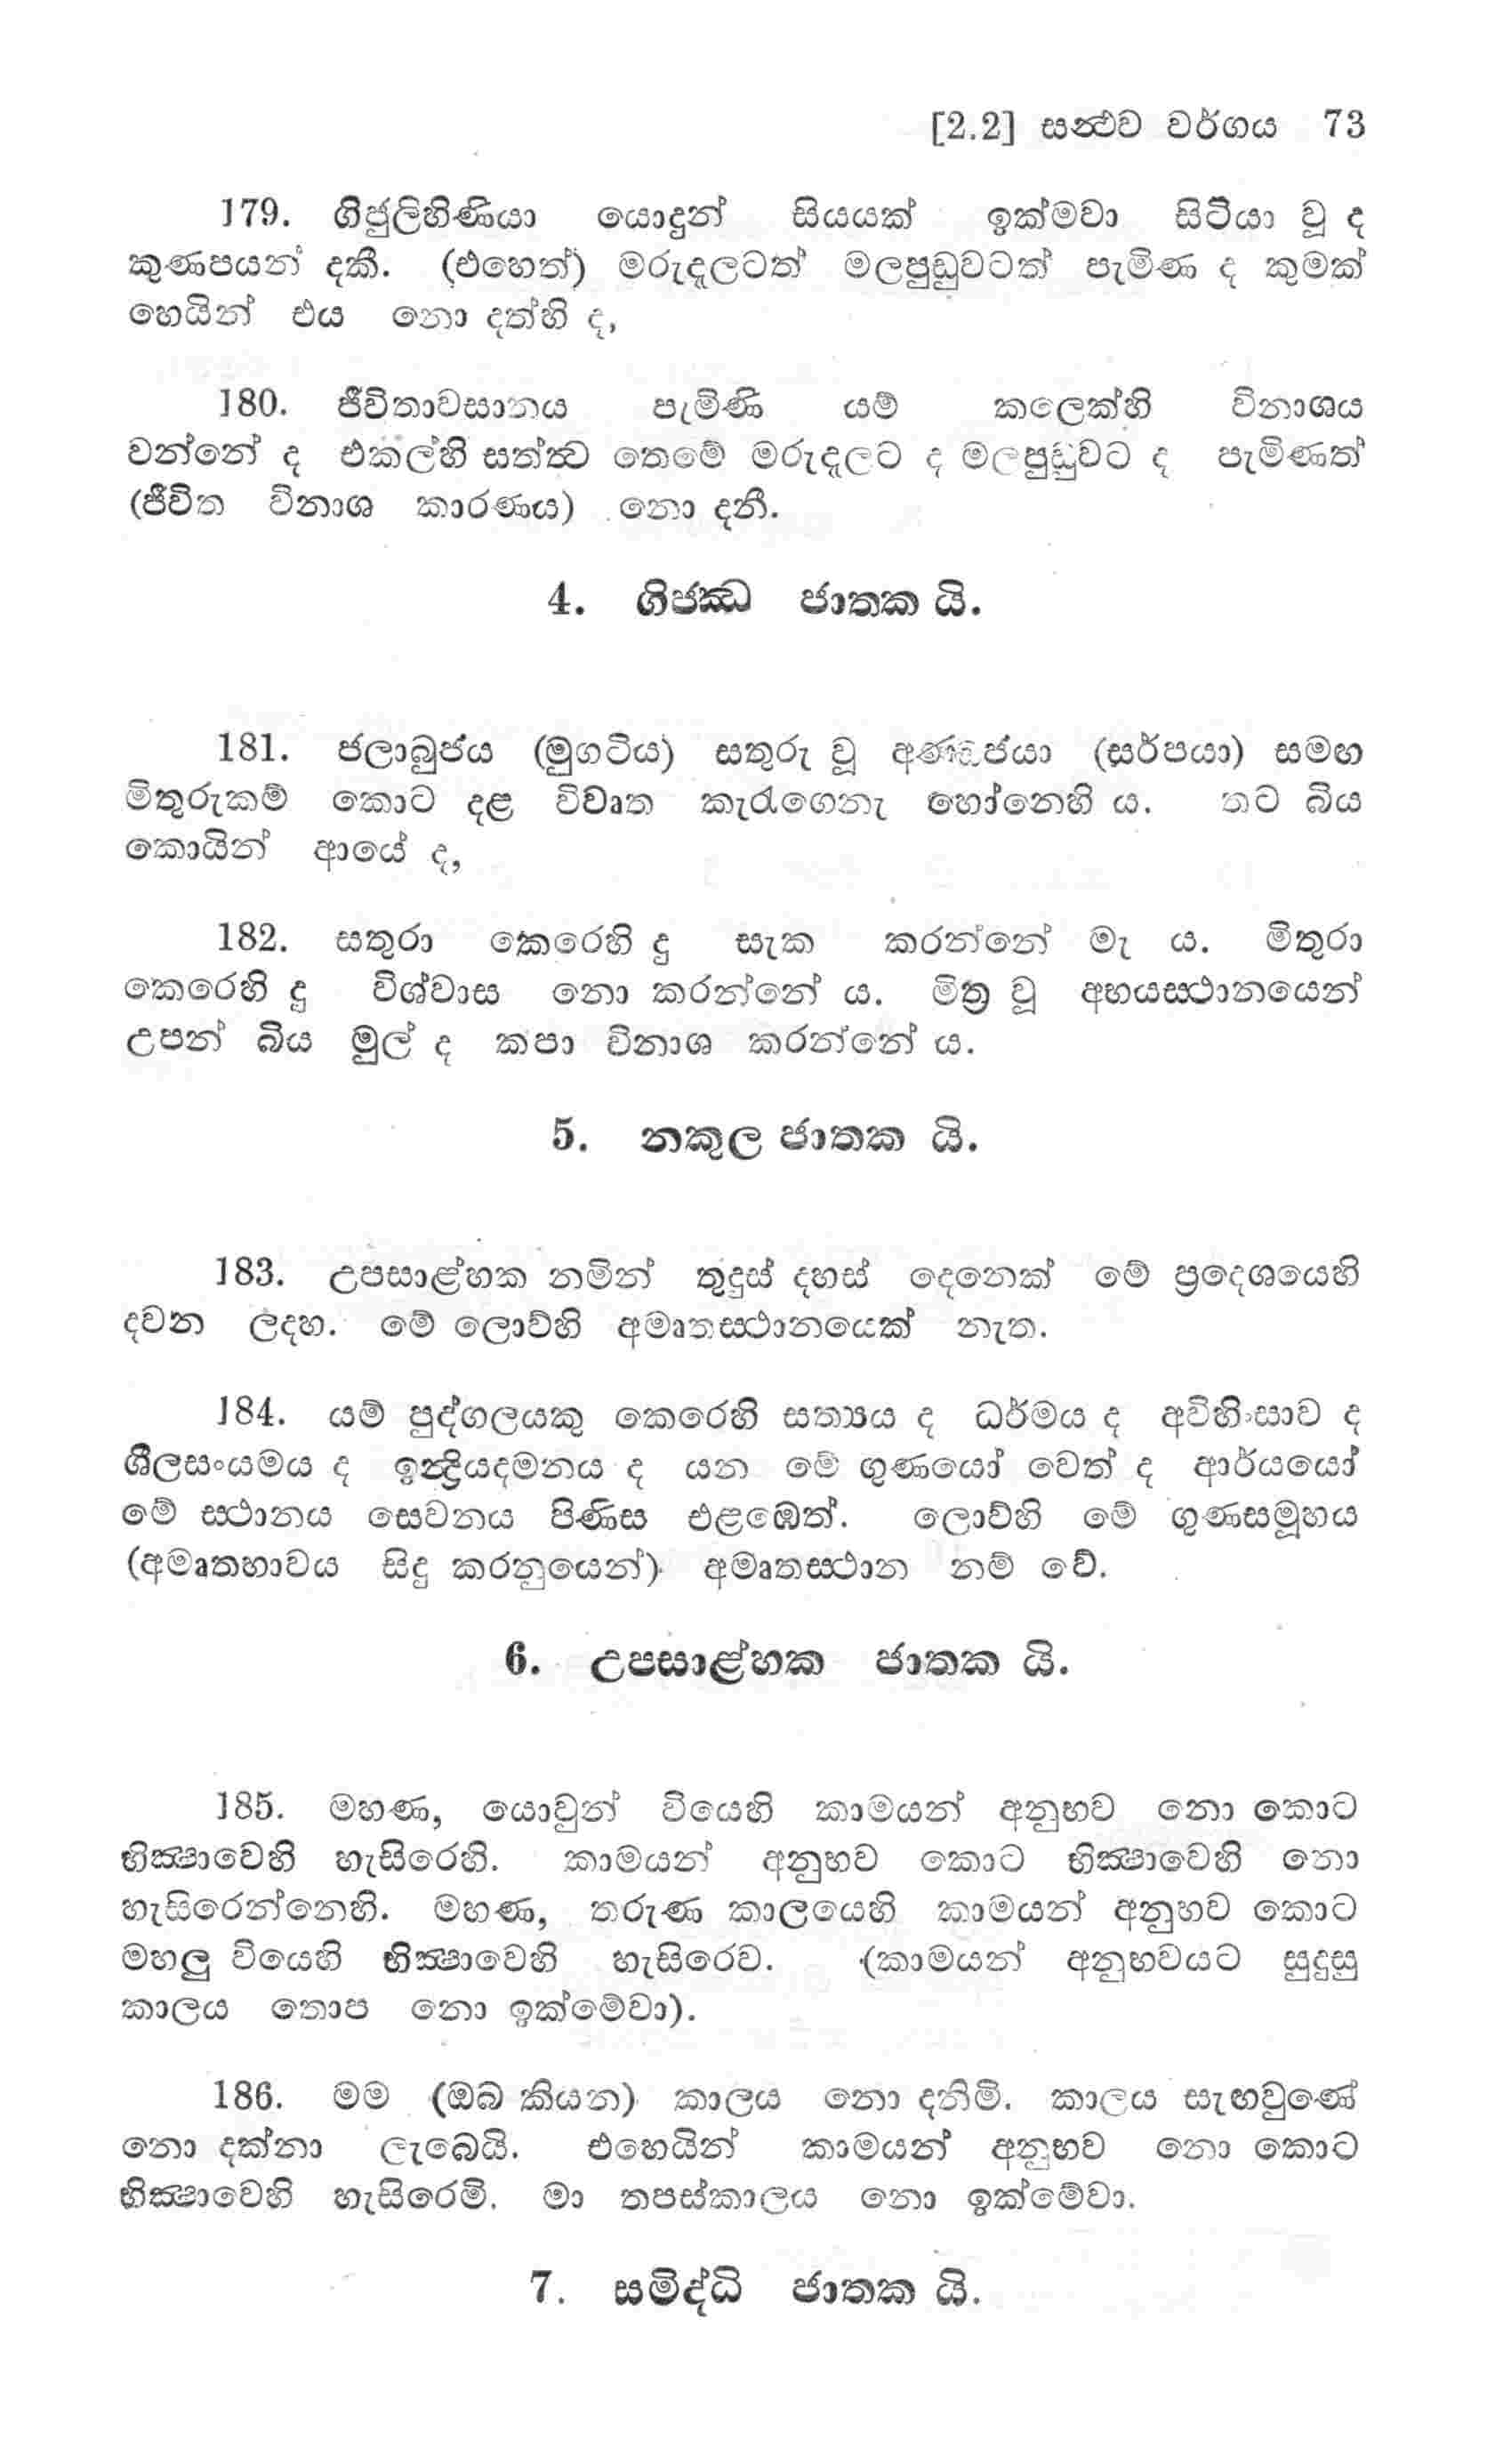 [2.2] සන්‍ථව වර්ගය 73
179. ගිජුලිහිණියා යොදුන් සියයක් ඉක්මවා සිටියා වූ ද
කුණපයන් දකී. (එහෙත්) මරුදැලටත් මලපුඬුවටත් පැමිණ ද කුමක්
හෙයින් එය නො දත්හි ද,
180. ජීවිතාවසානය පැමිණි යම් කලෙක්හි විනාශය
වන්නේ ද එකල්හි සත්ත්‍ව තෙමේ මරුදැලට ද මලපුඬුවට ද පැමිණත්
(ජීවිත විනාශ කාරණය) නො දනී.
4. ගිජ්ඣ ජාතක යි.
181. ජලාබුජය (මුගටිය) සතුරු වූ අණ්ඩජයා (සර්පයා) සමඟ
මිතුරුකම් කොට දළ විවෘත කැරැගෙනැ හෝනෙහි ය. තට බිය
කොයින් ආයේ ද,
182. සතුරා කෙරෙහි දු සැක කරන්නේ මැ ය. මිතුරා
කෙරෙහි දු විශ්වාස නො කරන්නේ ය. මිත්‍ර වූ අභයස්‍ථානයෙන්
උපන් බිය මුල් ද කපා විනාශ කරන්නේ ය.
5. නකුල ජාතක යි.
183. උපසාළ්හක නමින් තුදුස් දහස් දෙනෙක් මේ ප්‍රදෙශයෙහි
දවන ලදහ. මේ ලොව්හි අමෘතස්‍ථානයෙක් නැත.
184. යම් පුද්ගලයකු කෙරෙහි සත්‍යය ද ධර්මය ද අවිහිංසාව ද
ශීලසංයමය ද ඉන්‍ද්‍රියදමනය ද යන මේ ගුණයෝ වෙත් ද ආර්යයෝ
මේ ස්‍ථානය සෙවනය පිණිස එළඹෙත්. ලොව්හි මේ ගුණසමූහය
(අමෘතභාවය සිදු කරනුයෙන්) අමෘතස්‍ථාන නම් වේ.
6. උපසාළ්හක ජාතක යි.
185. මහණ, යොවුන් වියෙහි කාමයන් අනුභව නො කොට
භික්‍ෂාවෙහි හැසිරෙහි. කාමයන් අනුභව කොට භික්‍ෂාවෙහි නො
හැසිරෙන්නෙහි. මහණ, තරුණ කාලයෙහි කාමයන් අනුභව කොට
මහලු වියෙහි භික්‍ෂාවෙහි හැසිරෙව. (කාමයන් අනුභවයට සුදුසු
කාලය තොප නො ඉක්මේවා).
186. මම (ඔබ කියන) කාලය නො දනිමි. කාලය සැඟවුණේ
නො දක්නා ලැබෙයි. එහෙයින් කාමයන් අනුභව නො කොට
භික්‍ෂාවෙහි හැසිරෙමි. මා තපස්කාලය නො ඉක්මේවා.
7. සමිද්ධි ජාතක යි.